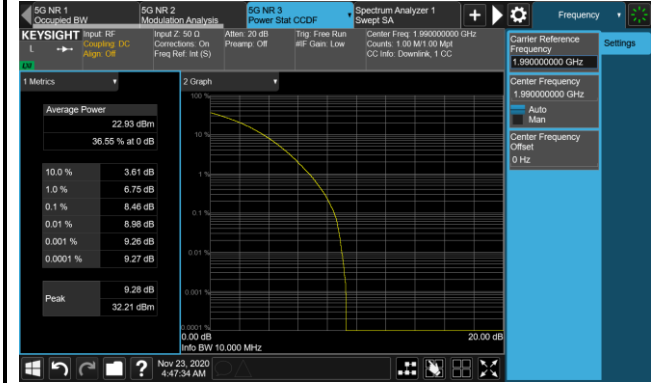 5G NR 1
Occupied BW
5G NR 2
Modulation Analysis
5G NR 3
Power Stat CCDF
Spectrum Analyzer 1
Swept SA
Frequency
KEYSIGHT
L
Input: RF
Coupling: DC
Align: Off
Input Z: 50 Ω
Corrections: On
Freq Ref: Int (S)
Atten: 20 dB
Preamp: Off
Trig: Free Run
#IF Gain: Low
Center Freq: 1.990000000 GHz
Counts: 1.00 M/1.00 Mpt
CC Info: Downlink, 1 CC
Carrier Reference
Frequency
1.990000000 GHz
Settings
Center Frequency
1.990000000 GHz
Auto
Man
Center Frequency
Offset
0 Hz
1 Metrics
Average Power
22.93 dBm
36.55 % at 0 dB
10.0 % 3.61 dB
1.0 % 6.75 dB
0.1 % 8.46 dB
0.01 % 8.98 dB
0.001 % 9.26 dB
0.0001 % 9.27 dB
Peak
9.28 dB
32.21 dBm
2 Graph
100 %
10 %
1 %
0.1 %
0.01 %
0.001 %
0.0001 %
0.00 dB 20.00 dB
Info BW 10.000 MHz
?
Nov 23, 2020
4:47:34 AM